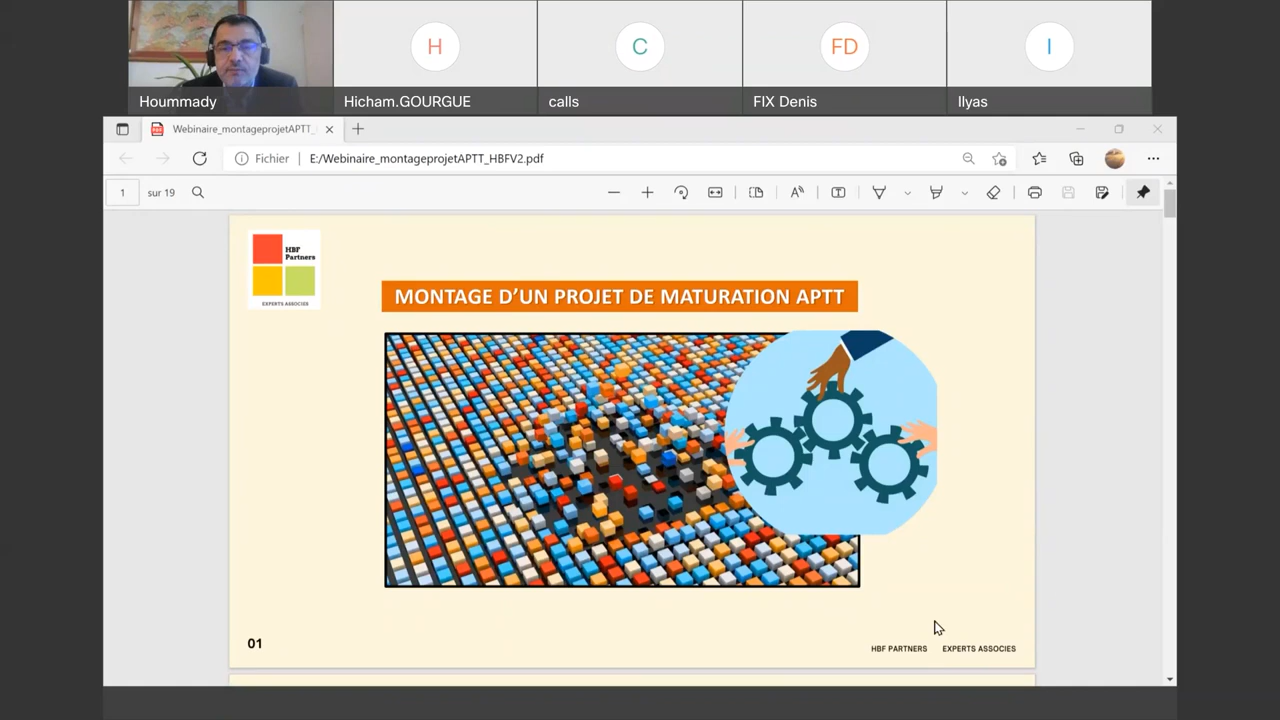 H
C
FD
I
Hoummady
Hicham.GOURGUE
calls
FIX Denis
Ilyas
Webinaire_montageprojetAPTT_
Fichier
E:/Webinaire_montageprojetAPTT_HBFV2.pdf
1
sur 19
HBF
Partners
EXPERTS ASSOCIÉS
MONTAGE D’UN PROJET DE MATURATION APTT
01
HBF PARTNERS
EXPERTS ASSOCIES